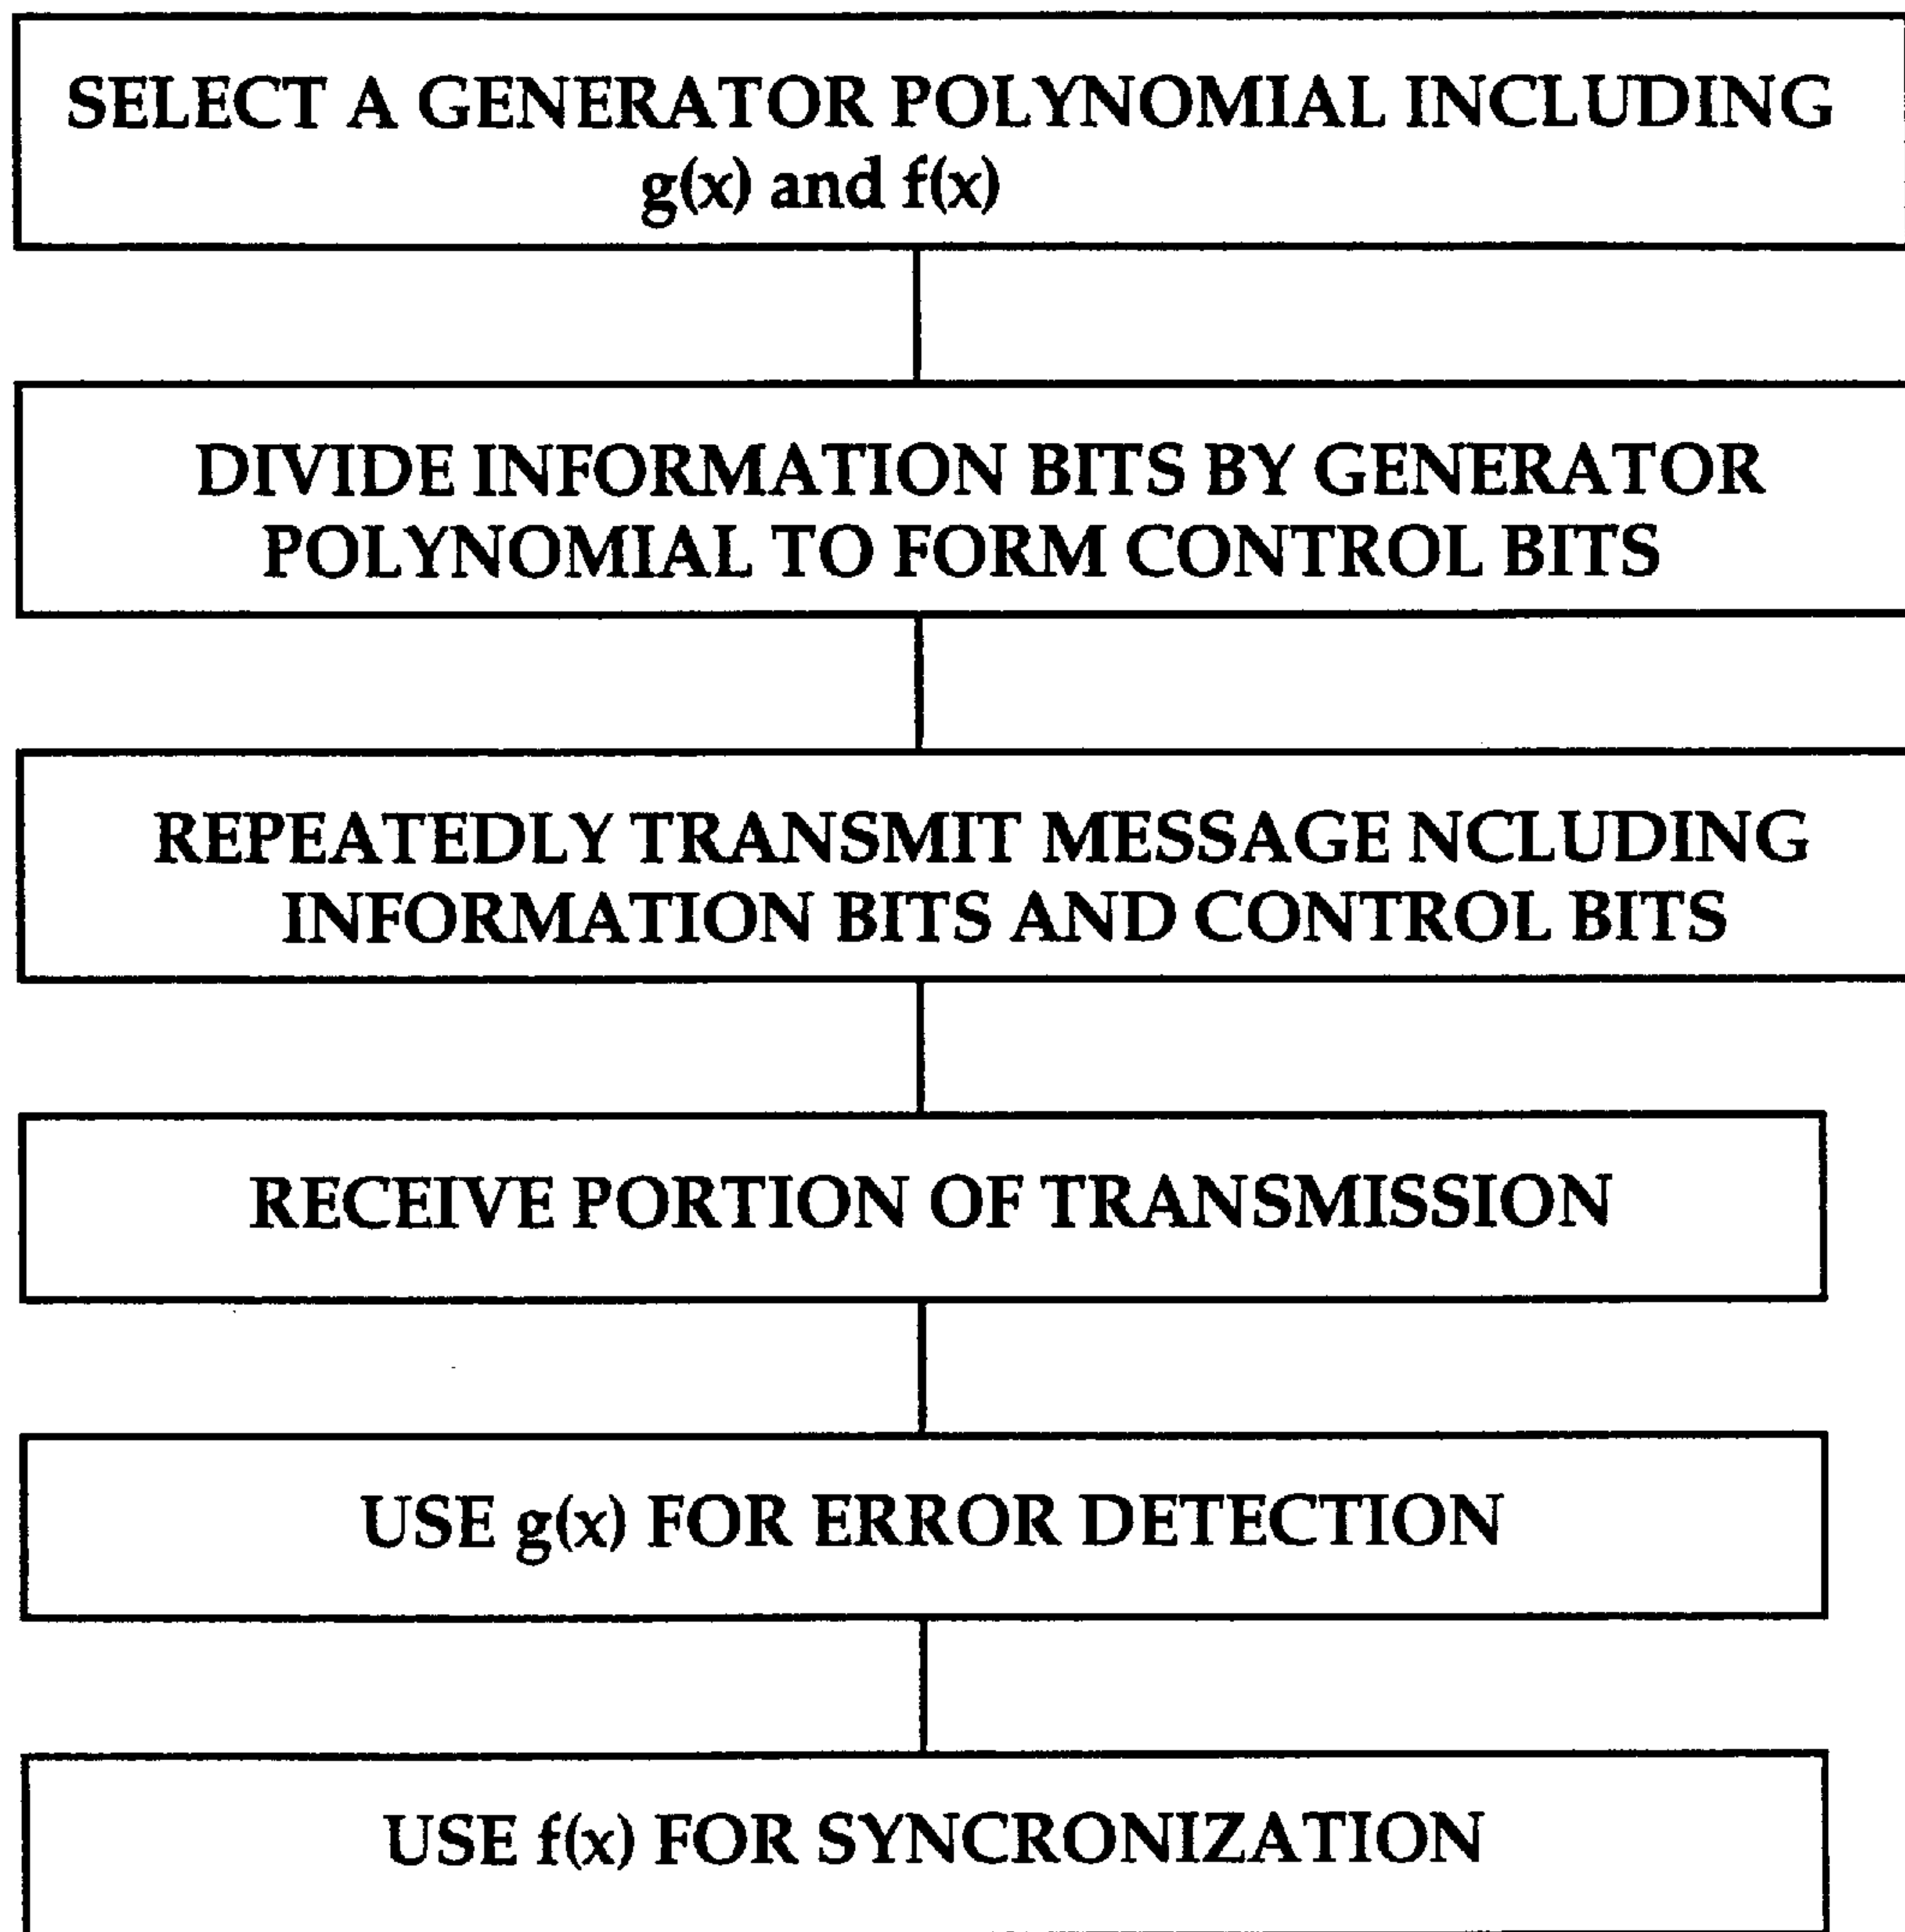 SELECT A GENERATOR POLYNOMIAL INCLUDING
g(x) and f(x)
DIVIDE INFORMATION BITS BY GENERATOR
POLYNOMIAL TO FORM CONTROL BITS
REPEATEDLY TRANSMIT MESSAGE NCLUDING
INFORMATION BITS AND CONTROL BITS
RECEIVE PORTION OF TRANSMISSION
USE g(x) FOR ERROR DETECTION
USE f(x) FOR SYNCRONIZATION